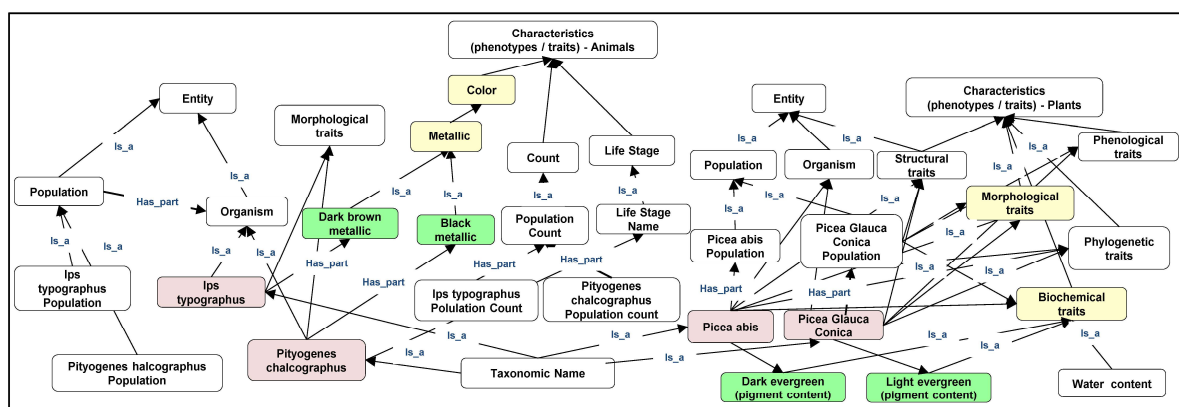 Characteristics
(phenotypes / traits) - Animals
Color
Entity
Morphological
traits
Metallic
Count
Life Stage
Is_a
Is_a
Population
Has_part
Organism
Is_a
Is_a
Is_a
Is_a
Dark brown
metallic
Black
metallic
Population
Count
Life Stage
Name
Is_a
Is_a
Is_a
Is_a
Has_part
Has_part
Has_part
Has_part
Ips
typographus
Population
Ips
typographus
Ips typographus
Polulation Count
Pityogenes
chalcographus
Population count
Is_a
Is_a
Pityogenes halcographus
Population
Pityogenes
chalcographus
Taxonomic Name
Entity
Characteristics
(phenotypes / traits) - Plants
Is_a
Is_a
Is_a
Population
Organism
Structural
traits
Phenological
traits
Is_a
Is_a
Is_a
Is_a
Is_a
Morphological
traits
Picea abis
Population
Picea Glauca
Conica
Population
Phylogenetic
traits
Is_a
Is_a
Has_part
Has_part
Is_a
Biochemical
traits
Picea abis
Picea Glauca
Conica
Is_a
Is_a
Is_a
Is_a
Dark evergreen
(pigment content)
Light evergreen
(pigment content)
Water content